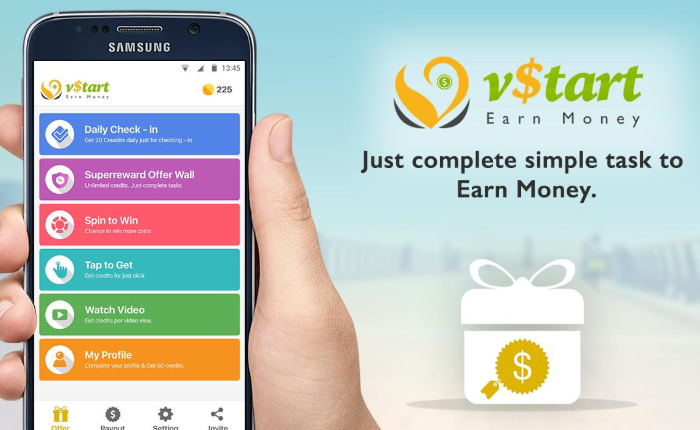 SAMSUNG
13:45
v$tart
Earn Money
225
Daily Check - in
Get 20 Creadits daily just for checking - in
Superreward Offer Wall
Unlimited credits. Just complete tasks
Spin to Win
Chance to win more coins
Tap to Get
Get credits for just click.
Watch Video
Get credits per video view.
My Profile
Complete your profile & Get 50 credits.
Offer
Payout
Setting
Invite
v$tart
Earn Money
Just complete simple task to
Earn Money.
$